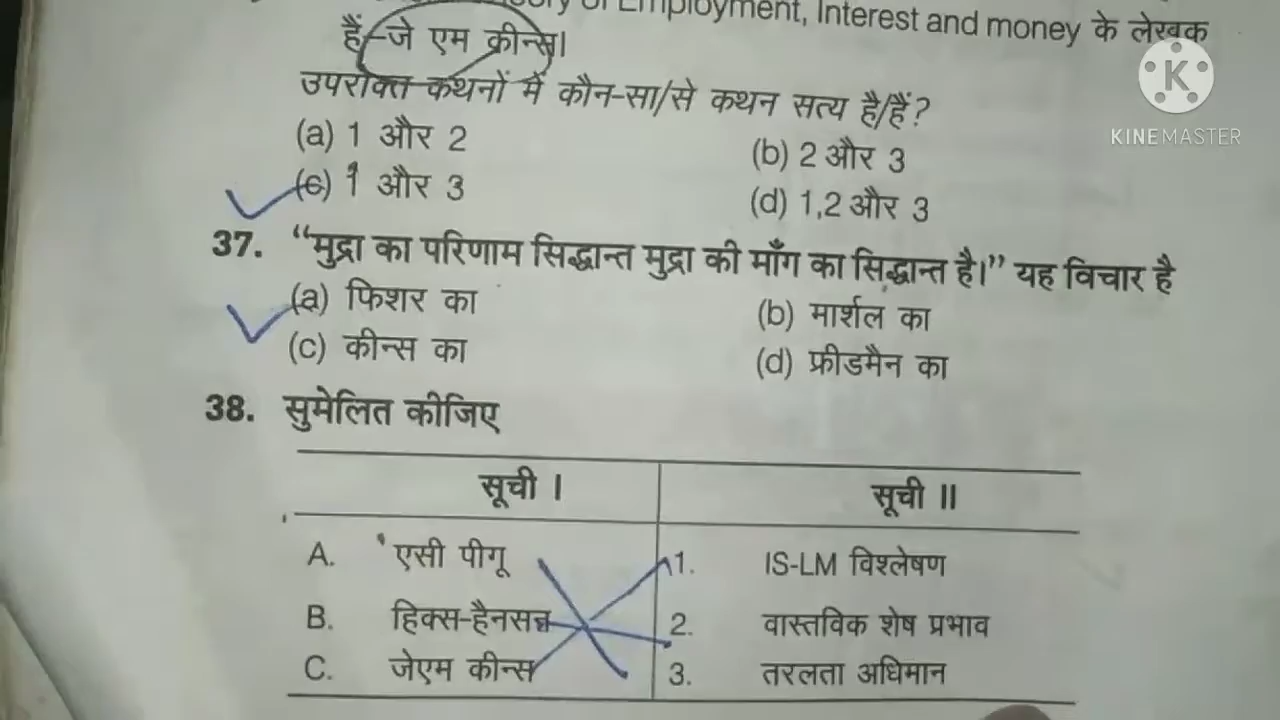 of Employment, Interest and money के लेखक
हैं-जे एम क्रीन्स।
KINEMASTER
उपरोक्त कथनों में कौन-सा/से कथन सत्य है/हैं?
(a) 1 और 2 (b) 2 और 3
(c) 1 और 3 (d) 1,2 और 3
37. “मुद्रा का परिणाम सिद्धान्त मुद्रा की माँग का सिद्धान्त है।” यह विचार है
(a) फिशर का (b) मार्शल का
(c) कीन्स का (d) फ्रीडमैन का
38. सुमेलित कीजिए
सूची I सूची II
A. एसी पीगू 1. IS-LM विश्लेषण
B. हिक्स-हैनसन 2. वास्तविक शेष प्रभाव
C. जेएम कीन्स 3. तरलता अधिमान